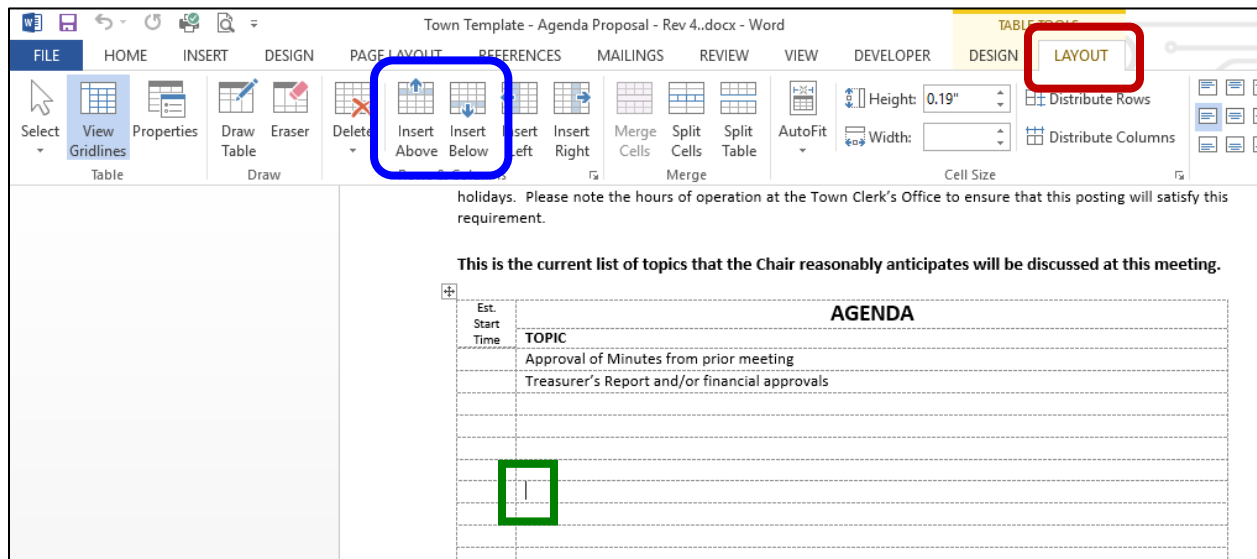 Town Template - Agenda Proposal - Rev 4..docx - Word
TABLE TOOLS
FILE HOME INSERT DESIGN PAGE LAYOUT REFERENCES MAILINGS REVIEW VIEW DEVELOPER DESIGN LAYOUT
Select View Gridlines Properties Draw Table Eraser Delete Insert Above Insert Below Insert Left Insert Right Merge Cells Split Cells Split Table AutoFit
Height: 0.19" Distribute Rows
Width: Distribute Columns
Table Draw Rows & Columns Merge Cell Size
holidays. Please note the hours of operation at the Town Clerk's Office to ensure that this posting will satisfy this
requirement.
This is the current list of topics that the Chair reasonably anticipates will be discussed at this meeting.
Est.
Start
Time
AGENDA
TOPIC
Approval of Minutes from prior meeting
Treasurer's Report and/or financial approvals